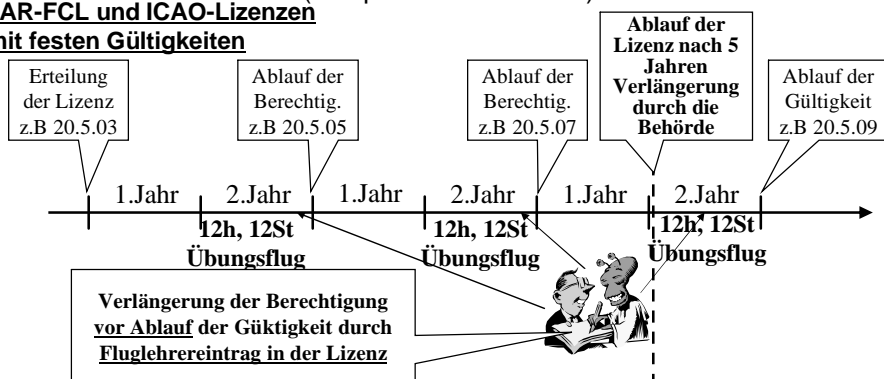 AR-FCL und ICAO-Lizenzen
mit festen Gültigkeiten
Erteilung
der Lizenz
z.B 20.5.03
Ablauf der
Berechtig.
z.B 20.5.05
Ablauf der
Berechtig.
z.B 20.5.07
Ablauf der
Lizenz nach 5
Jahren
Verlängerung
durch die
Behörde
Ablauf der
Gültigkeit
z.B 20.5.09
1.Jahr 2.Jahr 1.Jahr 2.Jahr 1.Jahr 2.Jahr
12h, 12St
Übungsflug
12h, 12St
Übungsflug
12h, 12St
Übungsflug
Verlängerung der Berechtigung
vor Ablauf der Güktigkeit durch
Fluglehrereintrag in der Lizenz